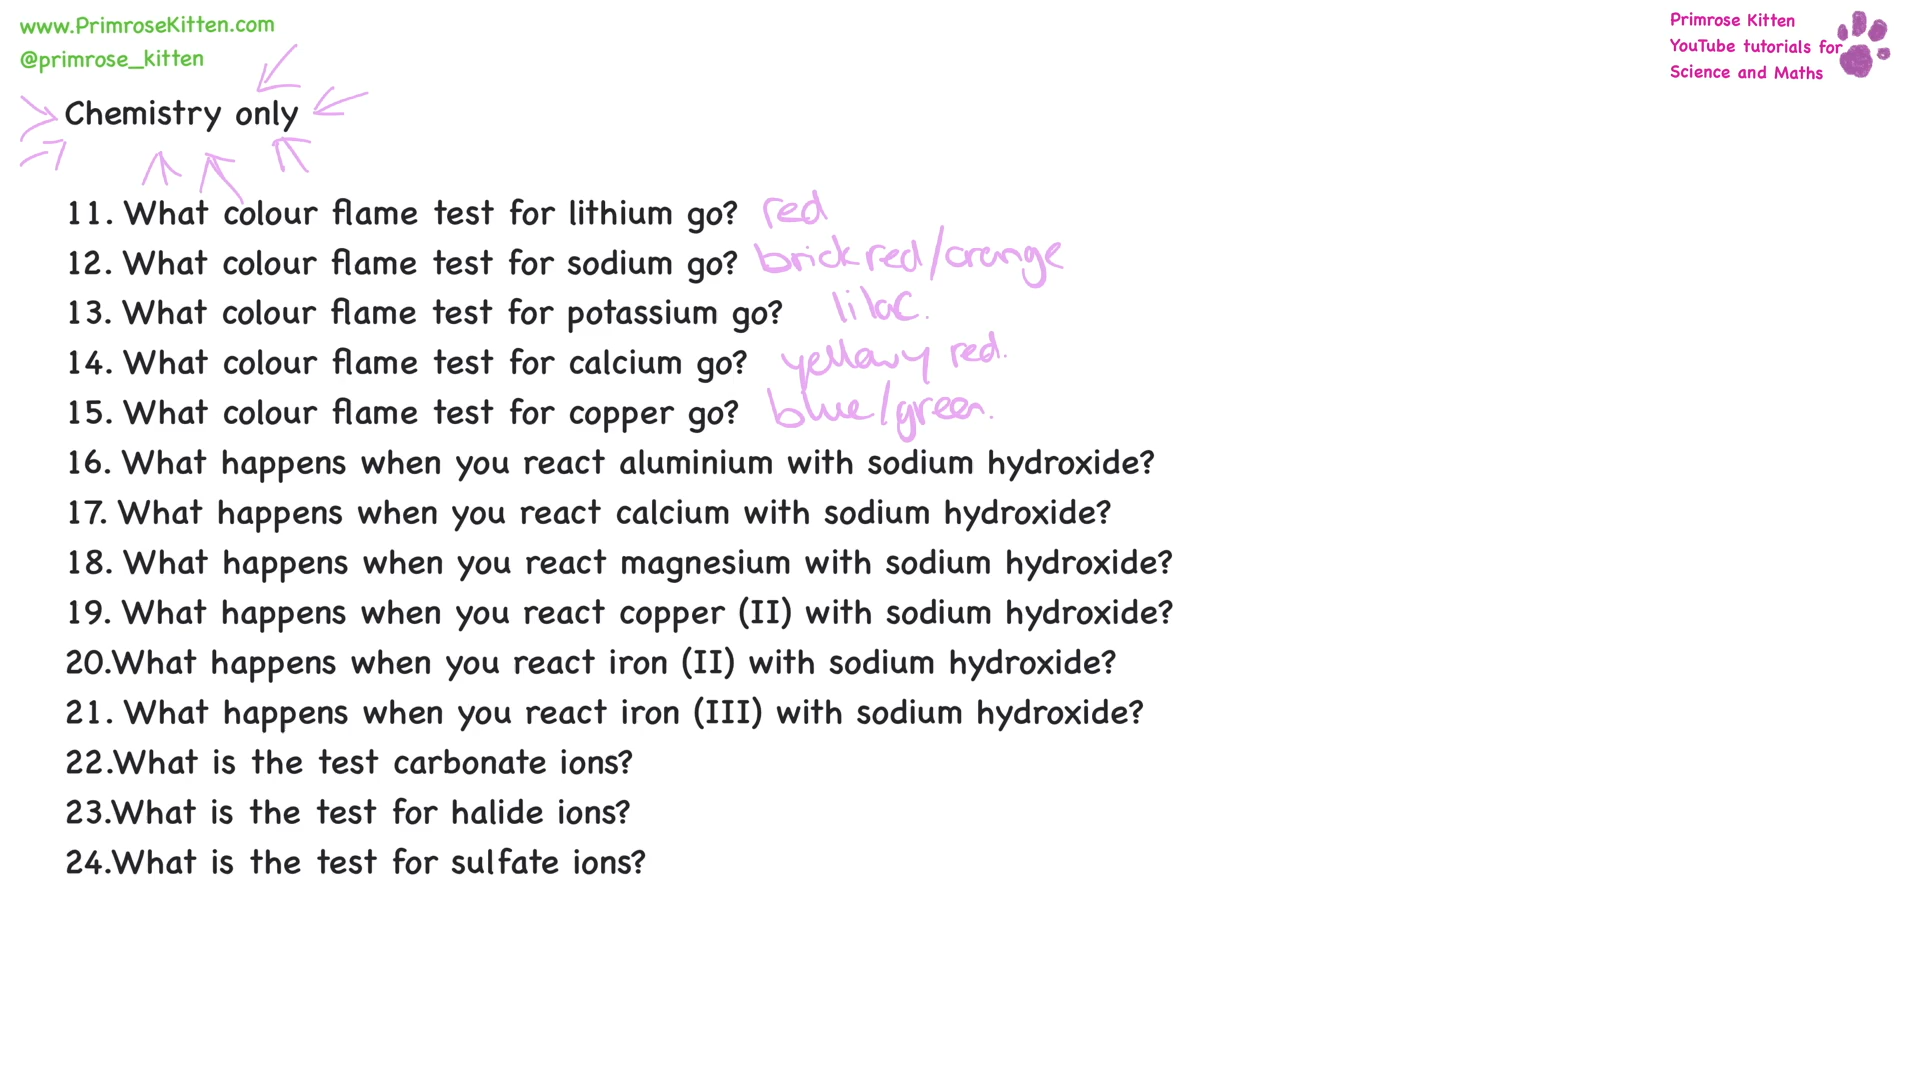 www.PrimroseKitten.com
@primrose_kitten
Primrose Kitten
YouTube tutorials for
Science and Maths
Chemistry only
11. What colour flame test for lithium go? red
12. What colour flame test for sodium go? brick red/orange
13. What colour flame test for potassium go? lilac.
14. What colour flame test for calcium go? yellowy red.
15. What colour flame test for copper go? blue/green.
16. What happens when you react aluminium with sodium hydroxide?
17. What happens when you react calcium with sodium hydroxide?
18. What happens when you react magnesium with sodium hydroxide?
19. What happens when you react copper (II) with sodium hydroxide?
20.What happens when you react iron (II) with sodium hydroxide?
21. What happens when you react iron (III) with sodium hydroxide?
22.What is the test carbonate ions?
23.What is the test for halide ions?
24.What is the test for sulfate ions?